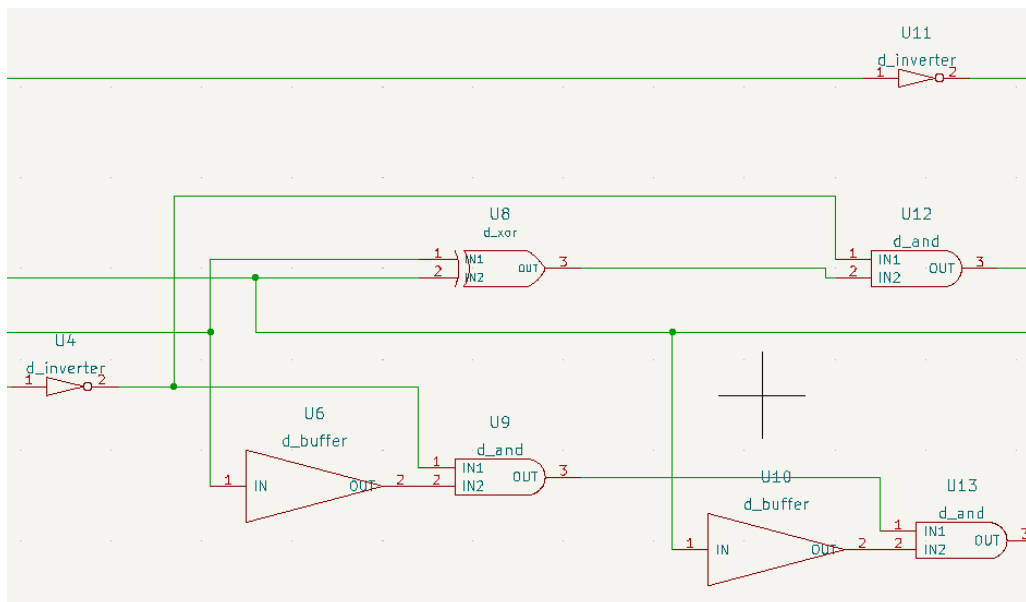 U11
d_inverter
1 2
U8
d_xor
1 IN1 OUT 3
2 IN2
U12
d_and
1 IN1 OUT 3
2 IN2
U4
d_inverter
1 2
U6
d_buffer
1 IN OUT 2
U9
d_and
1 IN1 OUT 3
2 IN2
U10
d_buffer
1 IN OUT 2
U13
d_and
1 IN1 OUT 3
2 IN2